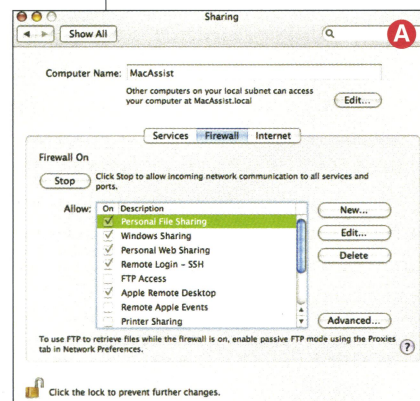 Sharing
Show All
A
Computer Name: MacAssist
Other computers on your local subnet can access
your computer at MacAssist.local
Edit...
Services Firewall Internet
Firewall On
Stop Click Stop to allow incoming network communication to all services and
ports.
Allow: On Description
Personal File Sharing
Windows Sharing
Personal Web Sharing
Remote Login - SSH
FTP Access
Apple Remote Desktop
Remote Apple Events
Printer Sharing
New...
Edit...
Delete
Advanced...
To use FTP to retrieve files while the firewall is on, enable passive FTP mode using the Proxies
tab in Network Preferences.
?
Click the lock to prevent further changes.